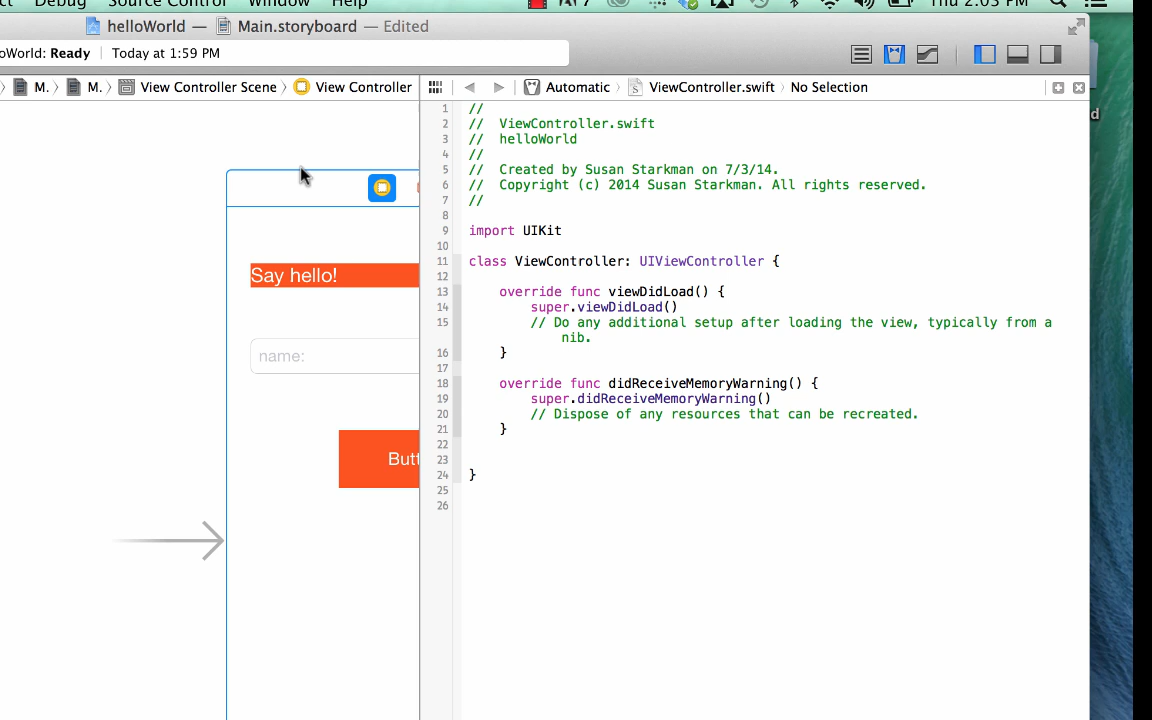 Debug Source Control Window Help Thu 2:03 PM
helloWorld — Main.storyboard — Edited
oWorld: Ready Today at 1:59 PM
M. M. View Controller Scene View Controller Automatic ViewController.swift No Selection
1 //
2 // ViewController.swift
3 // helloWorld
4 //
5 // Created by Susan Starkman on 7/3/14.
6 // Copyright (c) 2014 Susan Starkman. All rights reserved.
7 //
8
9 import UIKit
10
11 class ViewController: UIViewController {
12
13 override func viewDidLoad() {
14 super.viewDidLoad()
15 // Do any additional setup after loading the view, typically from a
nib.
16 }
17
18 override func didReceiveMemoryWarning() {
19 super.didReceiveMemoryWarning()
20 // Dispose of any resources that can be recreated.
21 }
22
23
24 }
25
26
Say hello!
name:
Butt
d